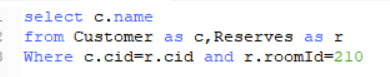 select c.name
from Customer as c,Reserves as r
Where c.cid=r.cid and r.roomId=210